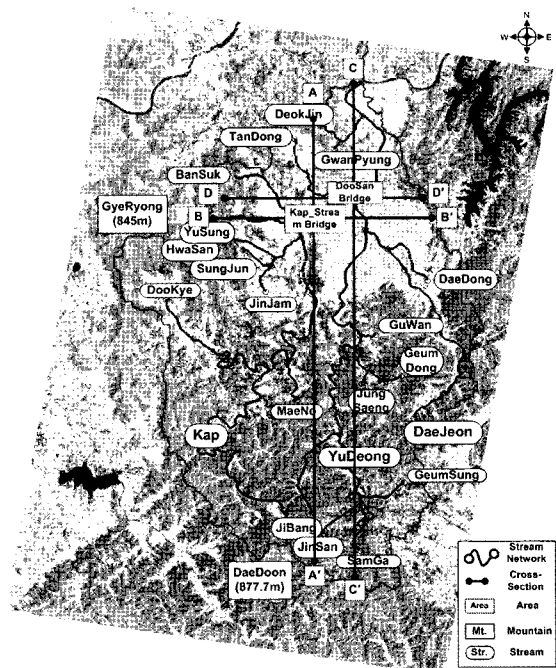 N
W E
S
C
A
DeokJin
TanDong
GwanPyung
BanSuk
D
DooSan
Bridge
D'
GyeRyong
(845m)
B
Kap_Strea
m Bridge
B'
YuSung
HwaSan
SungJun
DaeDong
DooKye
JinJam
GuWan
Geum
Dong
MaeNo
Jung
Saeng
Kap
DaeJeon
YuDeong
GeumSung
JiBang
JinSan
SamGa
DaeDoon
(877.7m)
A'
C'
Stream
Network
Cross-
Section
Area Area
Mt. Mountain
Str. Stream